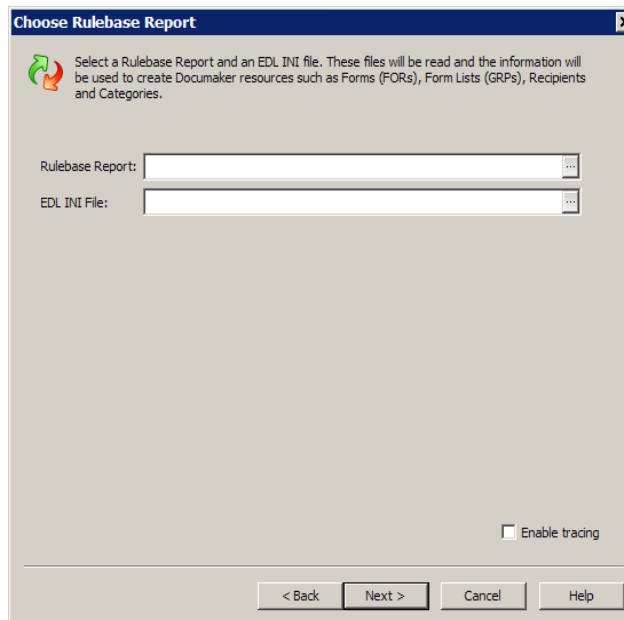 Choose Rulebase Report
Select a Rulebase Report and an EDL INI file. These files will be read and the information will
be used to create Documaker resources such as Forms (FORs), Form Lists (GRPs), Recipients
and Categories.
Rulebase Report:
...
EDL INI File:
...
Enable tracing
< Back Next > Cancel Help